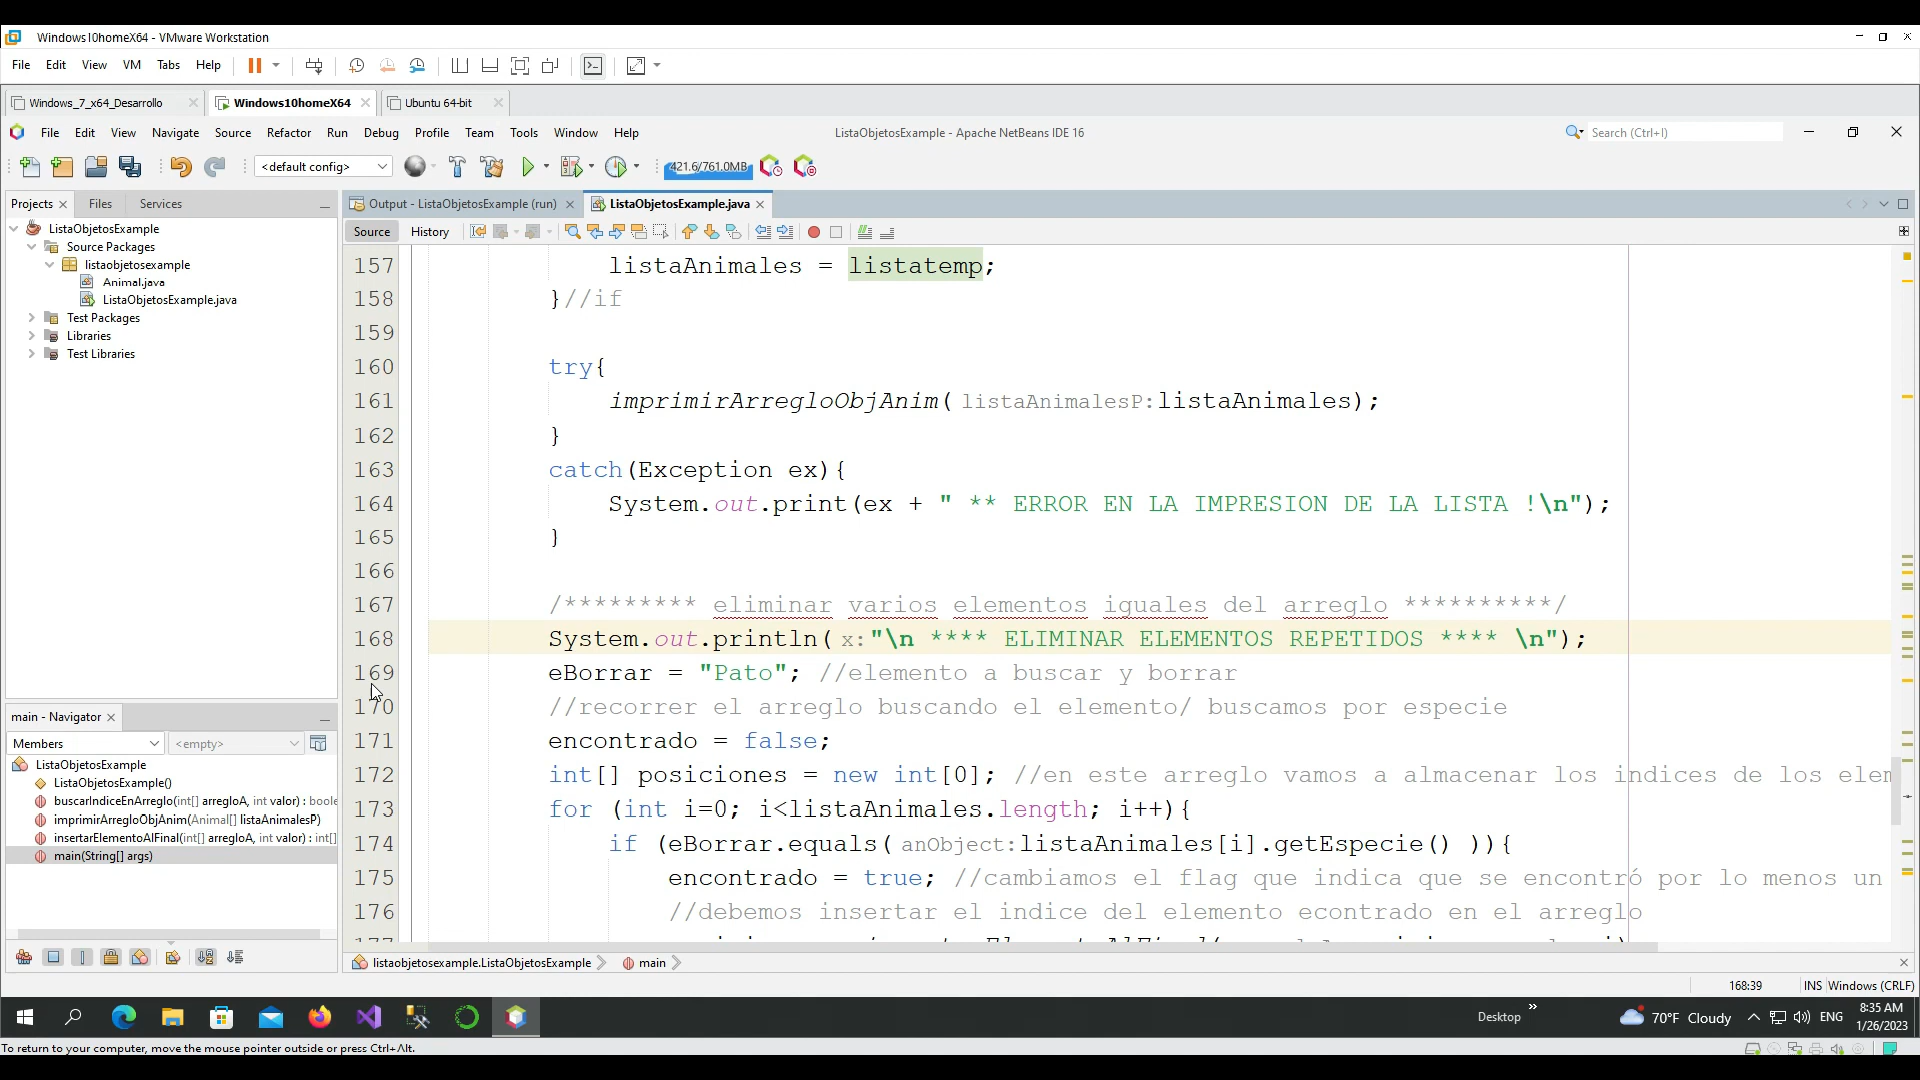 Windows10homeX64 - VMware Workstation
File Edit View VM Tabs Help
Windows_7_x64_Desarrollo Windows10homeX64 Ubuntu 64-bit
File Edit View Navigate Source Refactor Run Debug Profile Team Tools Window Help ListaObjetosExample - Apache NetBeans IDE 16 Search (Ctrl+I)
<default config> 421.6/761.0MB
Projects Files Services Output - ListaObjetosExample (run) ListaObjetosExample.java
Source History
ListaObjetosExample
Source Packages
listaobjetosexample
Animal.java
ListaObjetosExample.java
Test Packages
Libraries
Test Libraries
157 listaAnimales = listatemp;
158 }//if
159
160 try{
161 imprimirArregloObjAnim(listaAnimalesP:listaAnimales);
162 }
163 catch(Exception ex){
164 System.out.print(ex + " ** ERROR EN LA IMPRESION DE LA LISTA !\n");
165 }
166
167 /********* eliminar varios elementos iguales del arreglo **********/
168 System.out.println(x:"\n **** ELIMINAR ELEMENTOS REPETIDOS **** \n");
169 eBorrar = "Pato"; //elemento a buscar y borrar
170 //recorrer el arreglo buscando el elemento/ buscamos por especie
171 encontrado = false;
172 int[] posiciones = new int[0]; //en este arreglo vamos a almacenar los indices de los elem
173 for (int i=0; i<listaAnimales.length; i++){
174 if (eBorrar.equals(anObject:listaAnimales[i].getEspecie() )){
175 encontrado = true; //cambiamos el flag que indica que se encontró por lo menos un
176 //debemos insertar el indice del elemento econtrado en el arreglo
main - Navigator
Members <empty>
ListaObjetosExample
ListaObjetosExample()
buscarIndiceEnArreglo(int[] arregloA, int valor) : boole
imprimirArregloObjAnim(Animal[] listaAnimalesP)
insertarElementoAlFinal(int[] arregloA, int valor) : int[]
main(String[] args)
listaobjetosexample.ListaObjetosExample main
168:39 INS Windows (CRLF)
Desktop 70°F Cloudy ENG 8:35 AM
1/26/2023
To return to your computer, move the mouse pointer outside or press Ctrl+Alt.